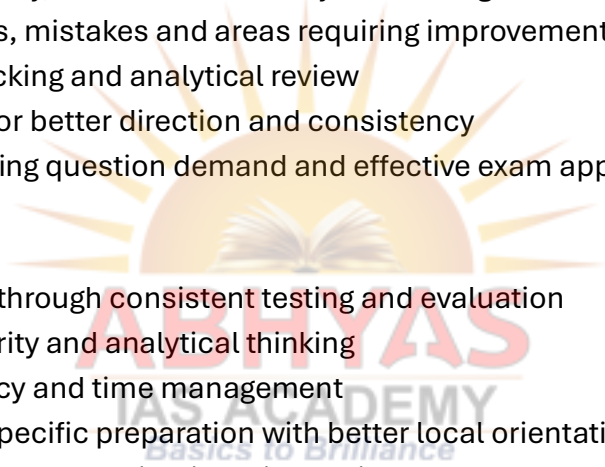 s, mistakes and areas requiring improvement
cking and analytical review
or better direction and consistency
ing question demand and effective exam app
through consistent testing and evaluation
ABHYAS
rity and analytical thinking
cy and time management
IAS ACADEMY
pecific preparation with better local orientati
Basics to Brilliance